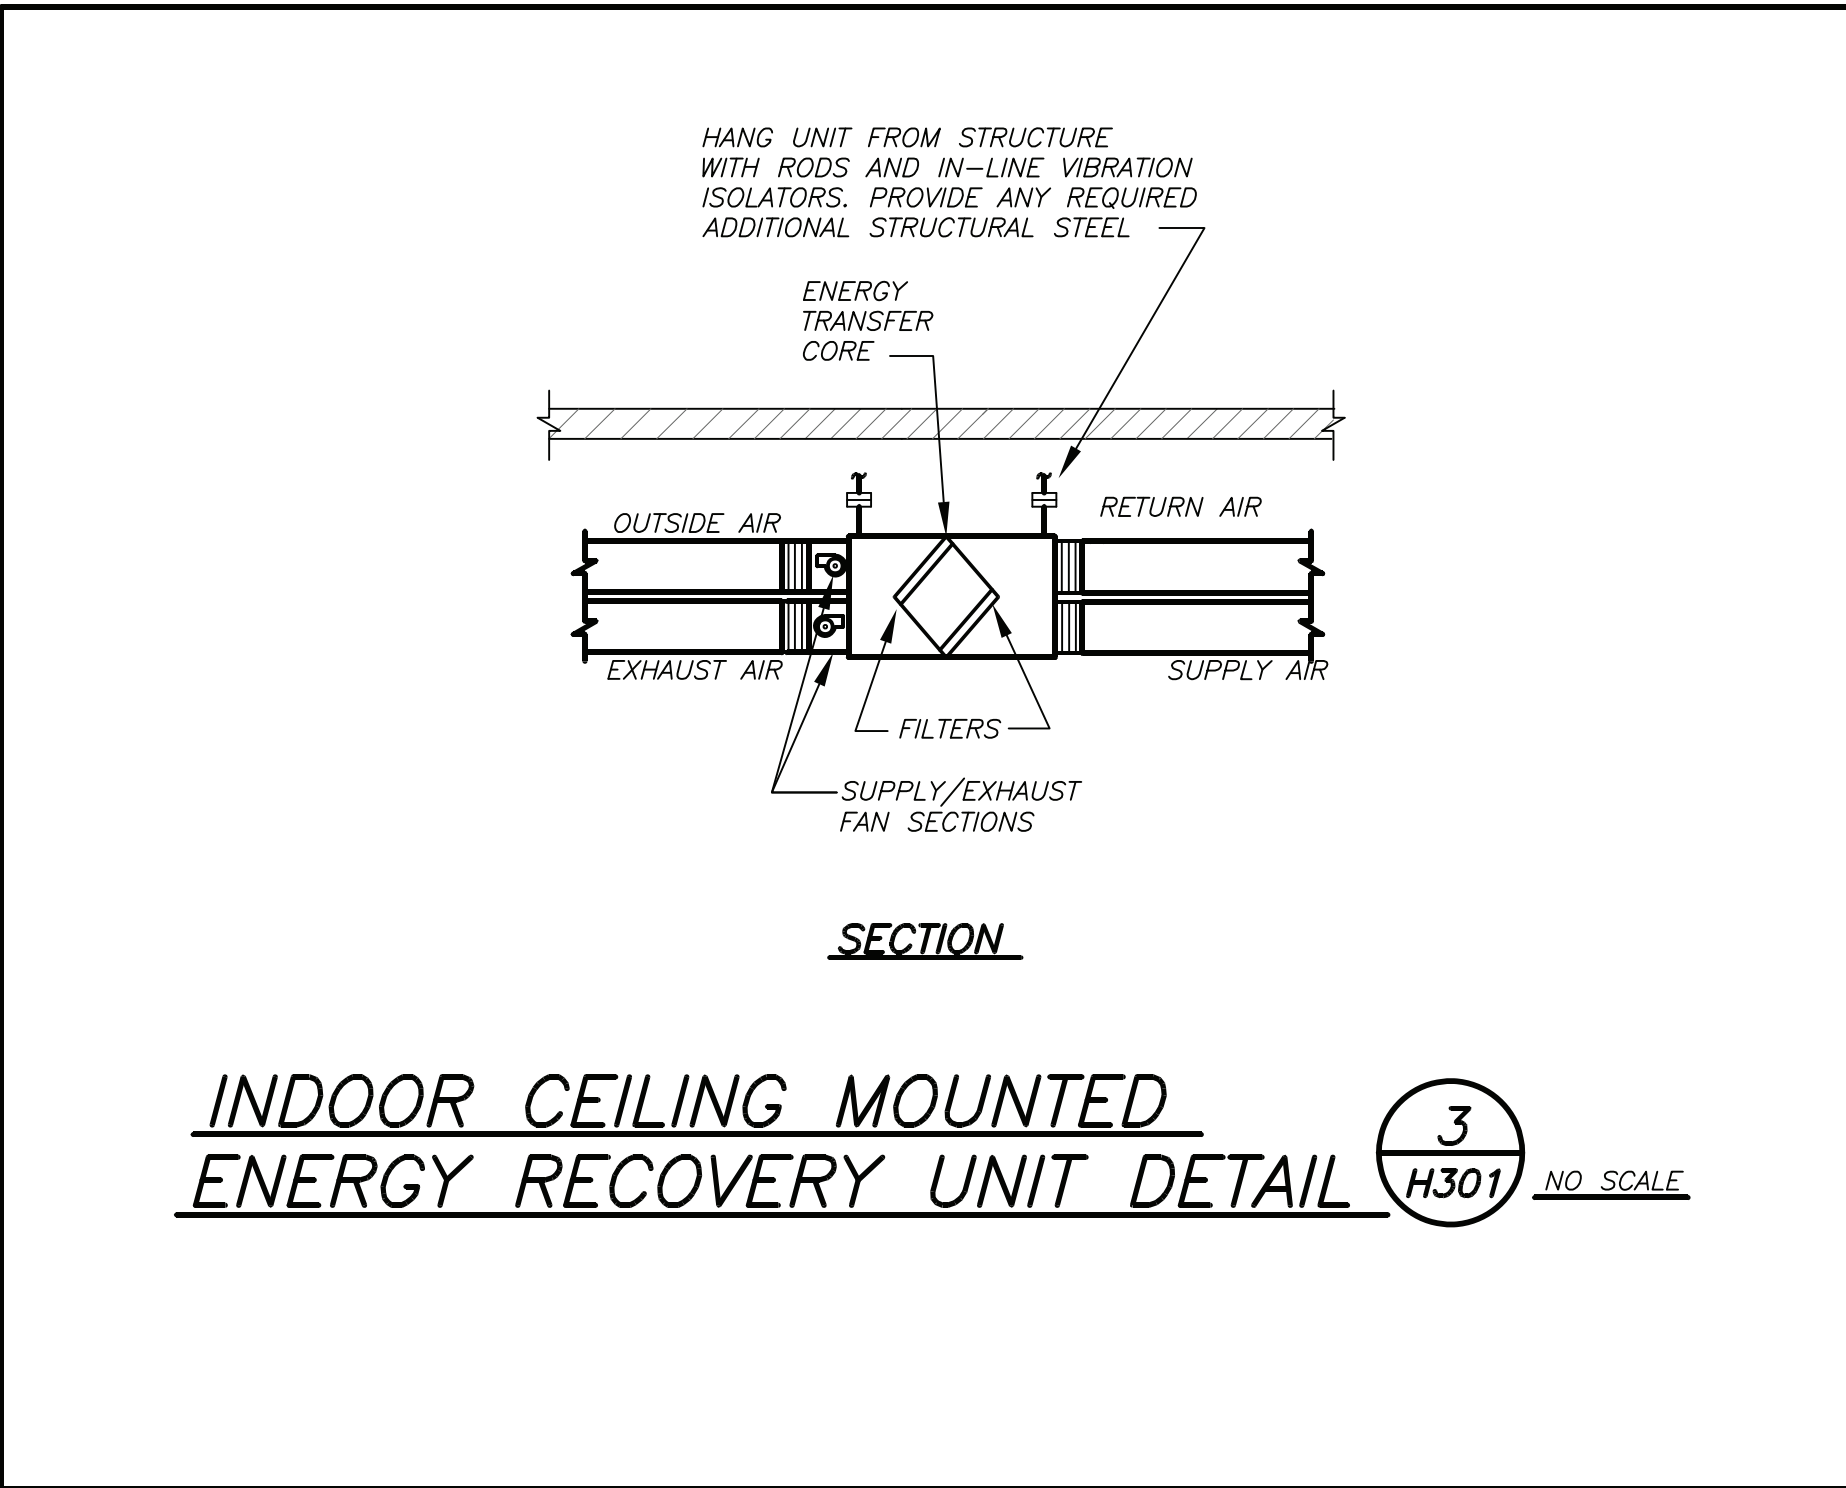 HANG UNIT FROM STRUCTURE
WITH RODS AND IN-LINE VIBRATION
ISOLATORS. PROVIDE ANY REQUIRED
ADDITIONAL STRUCTURAL STEEL
ENERGY
TRANSFER
CORE
RETURN AIR
OUTSIDE AIR
EXHAUST AIR
SUPPLY AIR
FILTERS
SUPPLY/EXHAUST
FAN SECTIONS
SECTION
INDOOR CEILING MOUNTED
ENERGY RECOVERY UNIT DETAIL
3
H301
NO SCALE